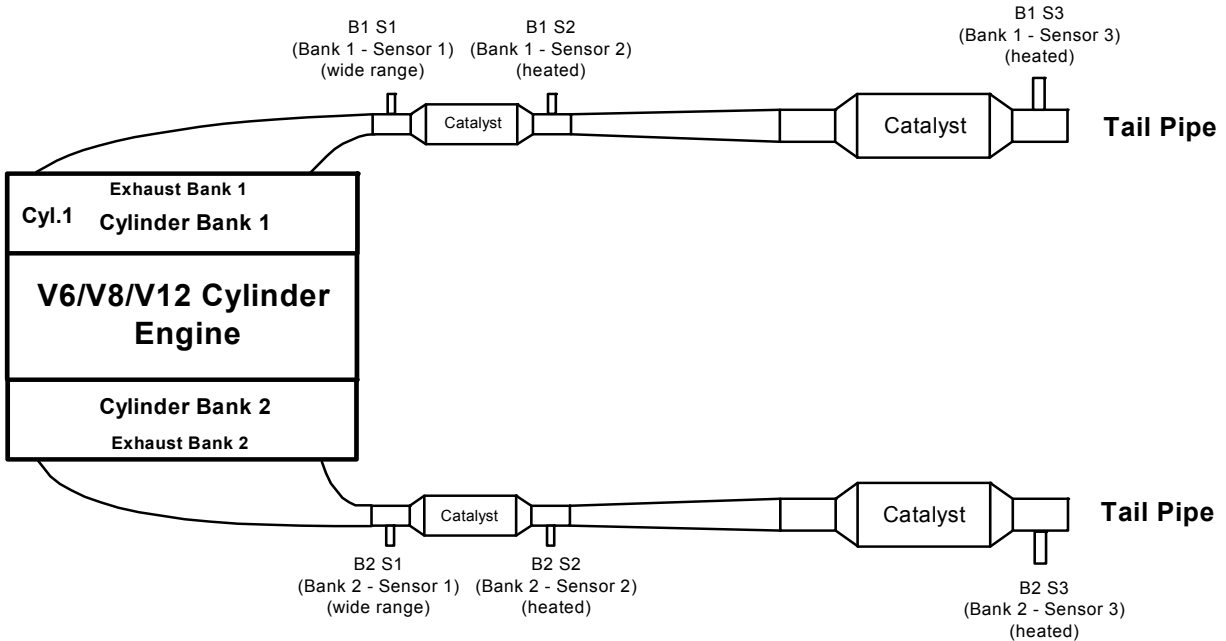 B1 S1
(Bank 1 - Sensor 1)
(wide range)
B1 S2
(Bank 1 - Sensor 2)
(heated)
B1 S3
(Bank 1 - Sensor 3)
(heated)
Catalyst
Catalyst
Tail Pipe
Exhaust Bank 1
Cyl.1
Cylinder Bank 1
V6/V8/V12 Cylinder
Engine
Cylinder Bank 2
Exhaust Bank 2
Catalyst
Catalyst
Tail Pipe
B2 S1
(Bank 2 - Sensor 1)
(wide range)
B2 S2
(Bank 2 - Sensor 2)
(heated)
B2 S3
(Bank 2 - Sensor 3)
(heated)